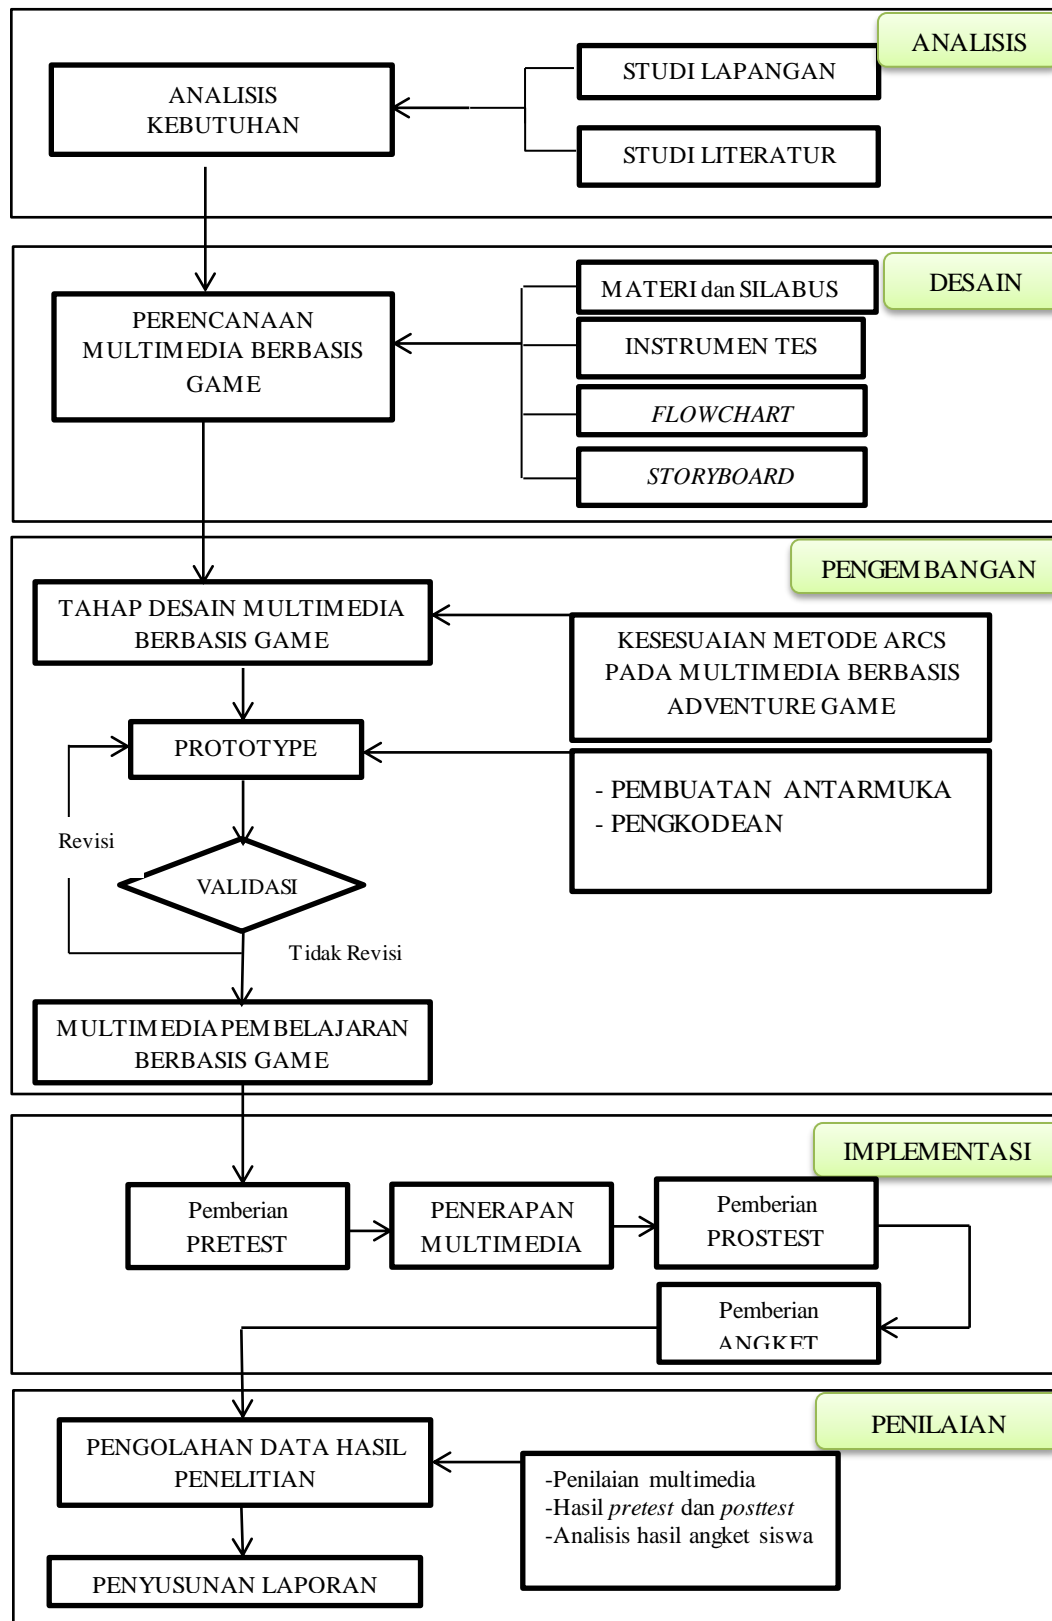 ANALISIS
STUDI LAPANGAN
ANALISIS
KEBUTUHAN
STUDI LITERATUR
DESAIN
MATERI dan SILABUS
PERENCANAAN
MULTIMEDIA BERBASIS
GAME
INSTRUMEN TES
FLOWCHART
STORYBOARD
PENGEMBANGAN
TAHAP DESAIN MULTIMEDIA
BERBASIS GAME
KESESUAIAN METODE ARCS
PADA MULTIMEDIA BERBASIS
ADVENTURE GAME
PROTOTYPE
- PEMBUATAN ANTARMUKA
- PENGKODEAN
Revisi
VALIDASI
Tidak Revisi
MULTIMEDIA PEMBELAJARAN
BERBASIS GAME
IMPLEMENTASI
Pemberian
PRETEST
PENERAPAN
MULTIMEDIA
Pemberian
PROSTEST
Pemberian
ANGKET
PENILAIAN
PENGOLAHAN DATA HASIL
PENELITIAN
-Penilaian multimedia
-Hasil pretest dan posttest
-Analisis hasil angket siswa
PENYUSUNAN LAPORAN